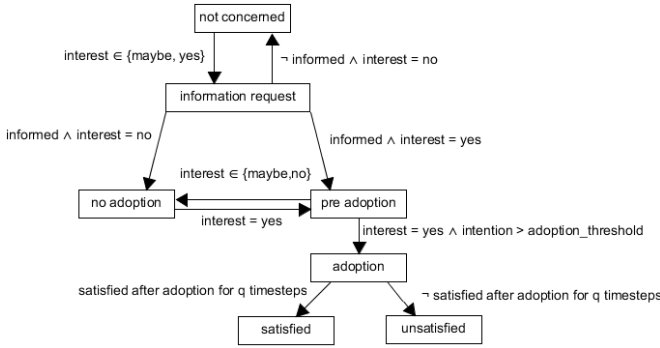 not concerned
interest ∈ {maybe, yes}
¬ informed ∧ interest = no
information request
informed ∧ interest = no
informed ∧ interest = yes
interest ∈ {maybe,no}
no adoption
pre adoption
interest = yes
interest = yes ∧ intention > adoption_threshold
adoption
satisfied after adoption for q timesteps
¬ satisfied after adoption for q timesteps
satisfied
unsatisfied